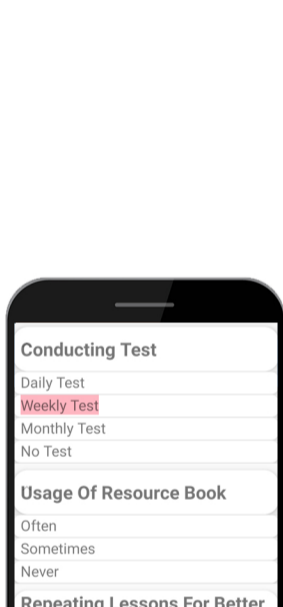 Conducting Test
Daily Test
Weekly Test
Monthly Test
No Test
Usage Of Resource Book
Often
Sometimes
Never
Repeating Lessons For Better